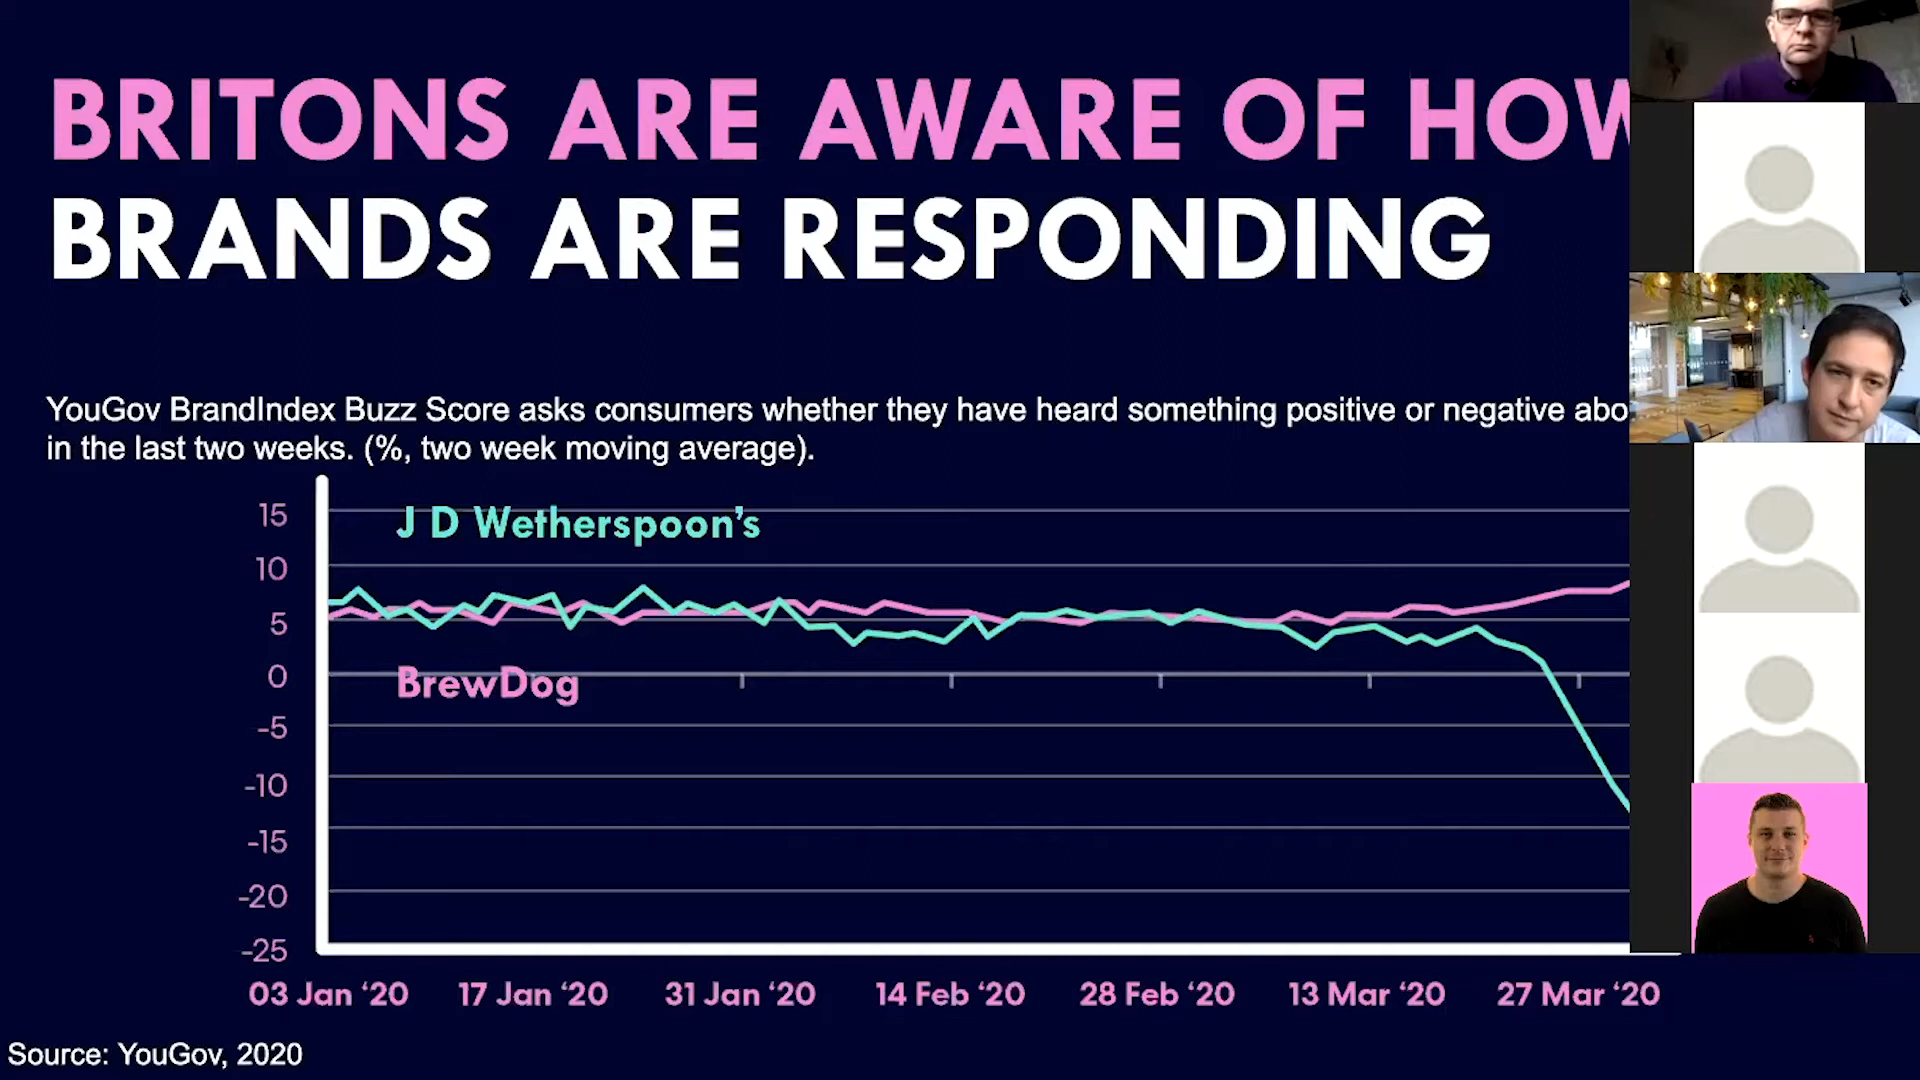 BRITONS ARE AWARE OF HOW
BRANDS ARE RESPONDING
YouGov BrandIndex Buzz Score asks consumers whether they have heard something positive or negative abo
in the last two weeks. (%, two week moving average).
15
J D Wetherspoon’s
10
5
0
BrewDog
-5
-10
-15
-20
-25
03 Jan ‘20 17 Jan ‘20 31 Jan ‘20 14 Feb ‘20 28 Feb ‘20 13 Mar ‘20 27 Mar ‘20
Source: YouGov, 2020